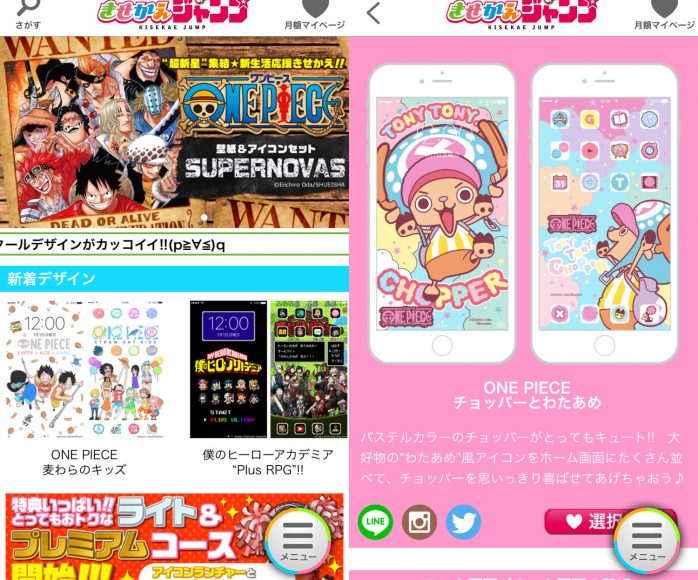 きせかえジャンプ
KISEKAE JUMP
さがす
月額マイページ
WANTED
"超新星"集結★新生活応援きせかえ!!
ワンピース
ONE PIECE
壁紙&アイコンセット
SUPERNOVAS
©Eiichiro Oda/SHUEISHA
DEAD OR ALIVE
WANT
ールデザインがカッコイイ!!(p≧∀≦)q
新着デザイン
12:00
ONE PIECE
LUFFY ACE SABO
ONE PIECE
STRAW HAT KIDS
12:00
MY HERO ACADEMIA
僕のヒーローアカデミア
START
PLUS ULTRA!
ONE PIECE
麦わらのキッズ
僕のヒーローアカデミア
"Plus RPG"!!
特典いっぱい!!
とってもおトクな
ライト&
プレミアムコース
開始!!!
アイコンランチャーと
メニュー
きせかえジャンプ
KISEKAE JUMP
月額マイページ
TONY TONY
CHOPPER
ONE PIECE
A
G
31
T
ONE PIECE
TONY
TONY
CHOPPER
ONE PIECE
チョッパーとわたあめ
パステルカラーのチョッパーがとってもキュート!! 大
好物の"わたあめ"風アイコンをホーム画面にたくさん並
べて、チョッパーを思いっきり喜ばせてあげちゃおう♪
LINE
選択
メニュー